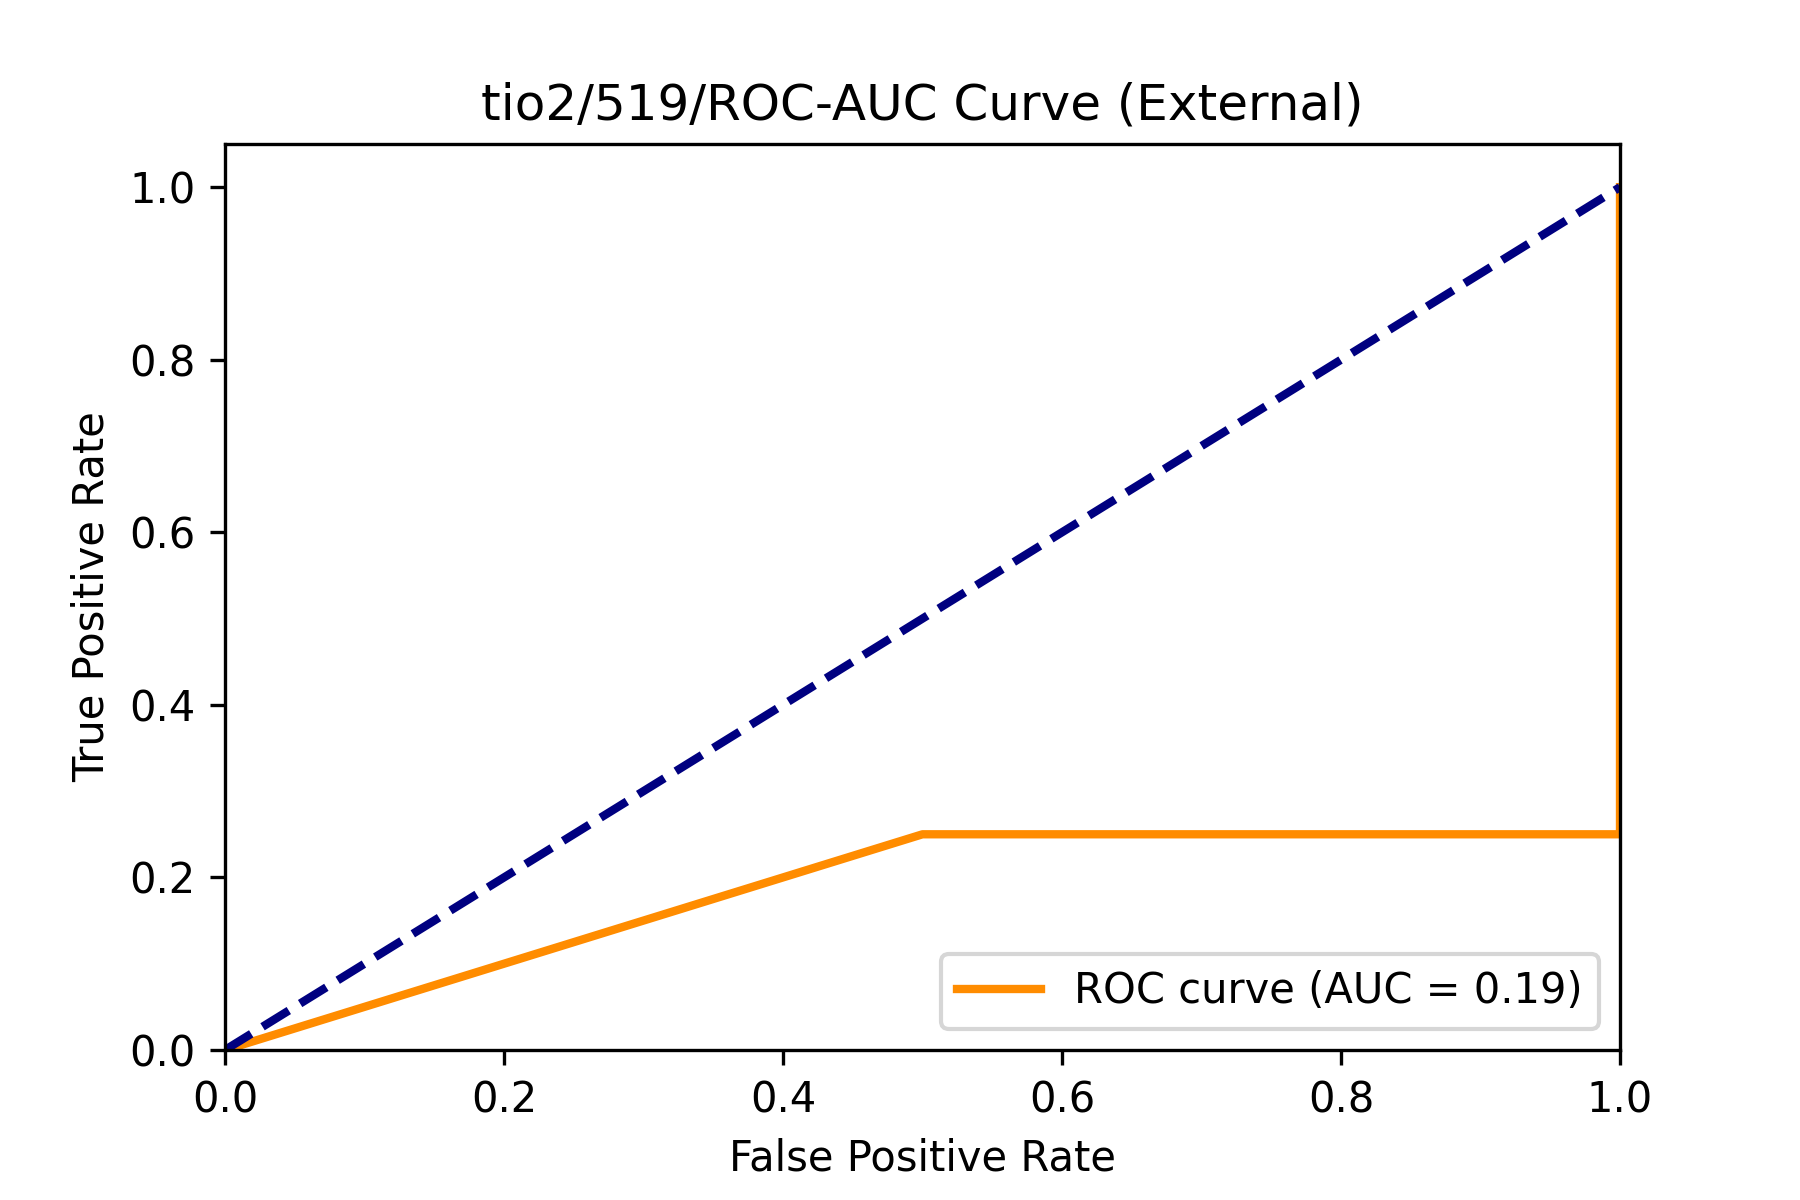 tio2/519/ROC-AUC Curve (External)
1.0
0.8
0.6
0.4
0.2
0.0
True Positive Rate
ROC curve (AUC = 0.19)
0.0 0.2 0.4 0.6 0.8 1.0
False Positive Rate